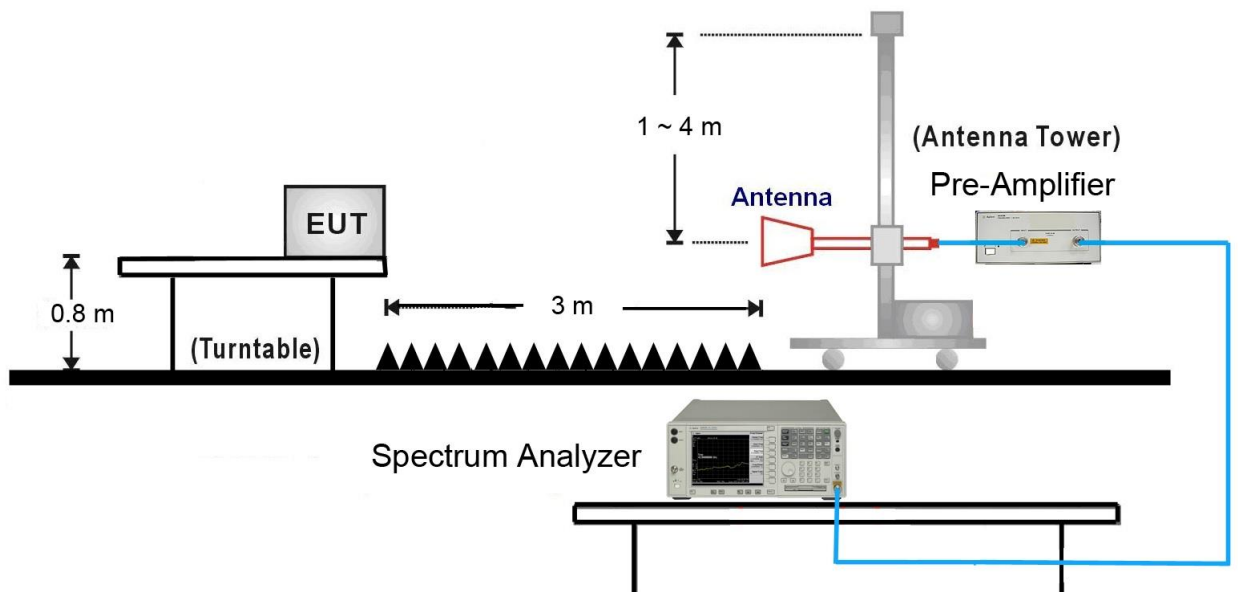 1 ~ 4 m
(Antenna Tower)
Pre-Amplifier
Antenna
EUT
0.8 m
3 m
(Turntable)
Spectrum Analyzer